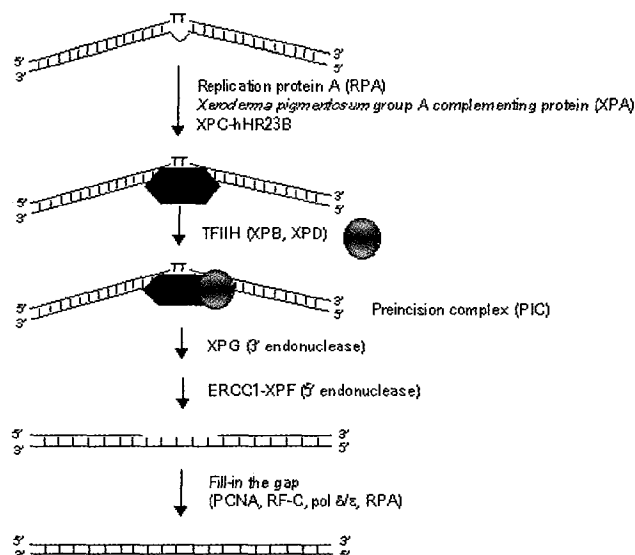 TT
5' 3'
3' 5'
Replication protein A (RPA)
Xeroderma pigmentosum group A complementing protein (XPA)
XPC-hHR23B
TT
5' 3'
3' 5'
TFIIH (XPB, XPD)
TT
5' 3'
3' 5'
Preincision complex (PIC)
XPG (3' endonuclease)
ERCC1-XPF (5' endonuclease)
5' 3'
3' 5'
Fill-in the gap
(PCNA, RF-C, pol δ/ε, RPA)
5' 3'
3' 5'